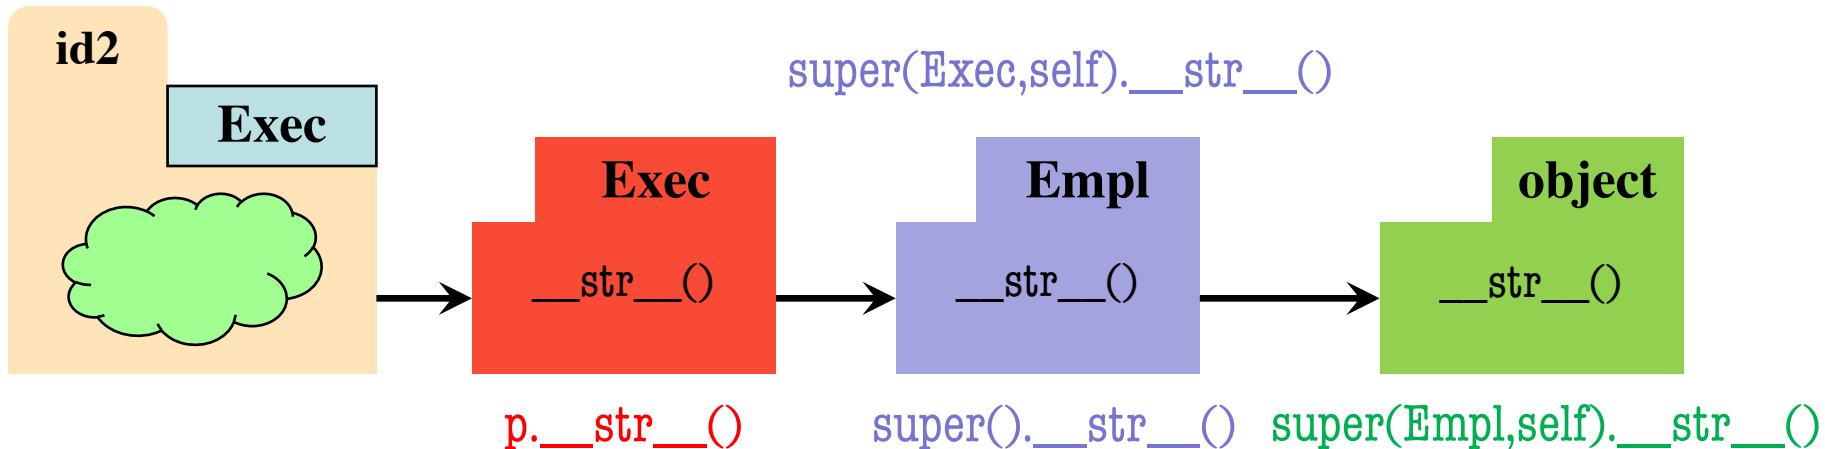 id2
Exec
super(Exec,self).__str__()
Exec
Empl
object
__str__()
__str__()
__str__()
p.__str__()
super().__str__()
super(Empl,self).__str__()